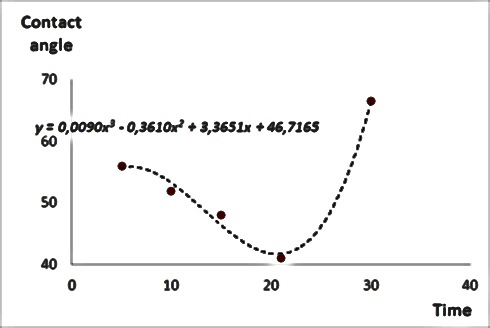 Contact
angle
70
y = 0,0090x³ - 0,3610x² + 3,3651x + 46,7165
60
50
40
0 10 20 30 40
Time